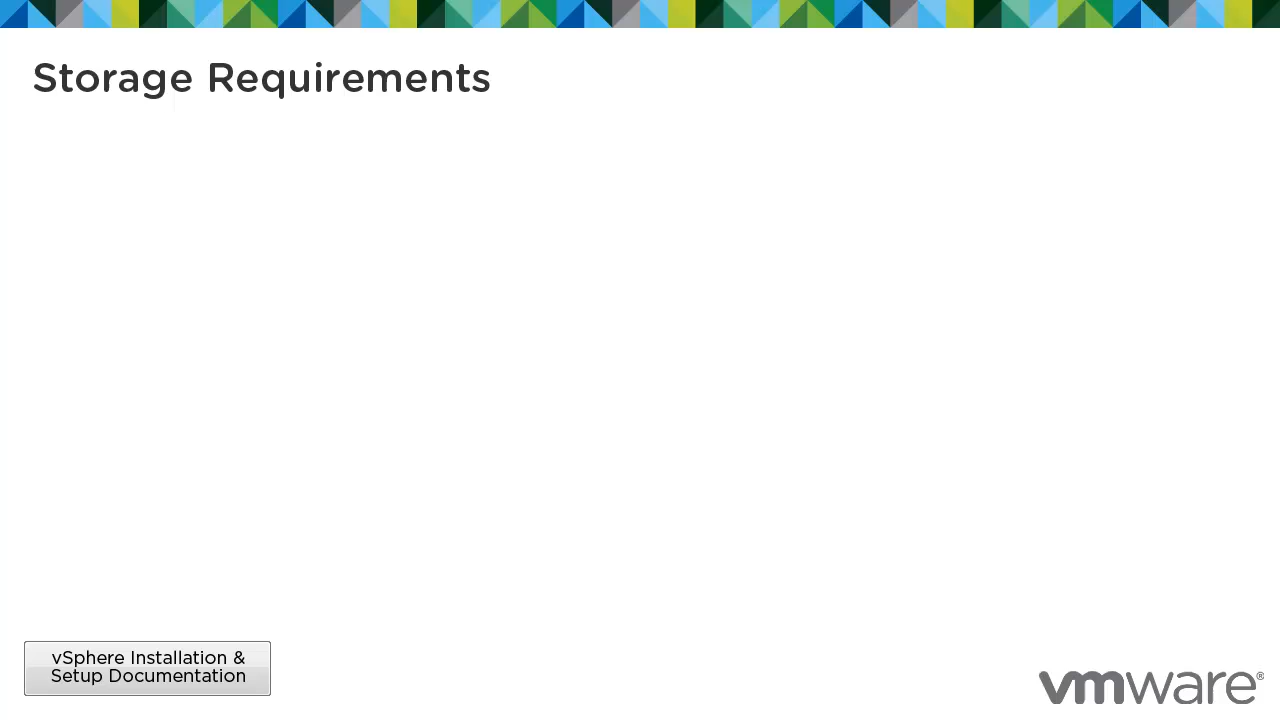 Storage Requirements
vSphere Installation &
Setup Documentation
vmware®